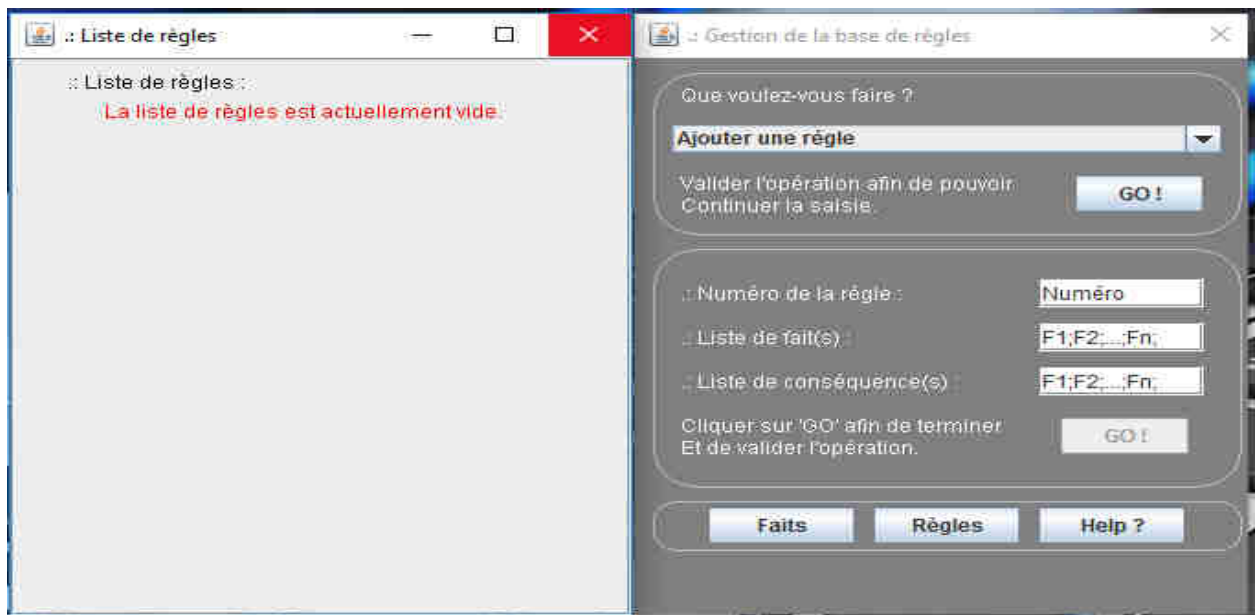 .: Liste de règles
.: Liste de règles :
La liste de règles est actuellement vide.
.: Gestion de la base de règles
Que voulez-vous faire ?
Ajouter une régle
Valider l'opération afin de pouvoir
Continuer la saisie.
GO !
.: Numéro de la régle :
Numéro
.: Liste de fait(s) :
F1;F2;...;Fn;
.: Liste de conséquence(s) :
F1;F2;...;Fn;
Cliquer sur 'GO' afin de terminer
Et de valider l'opération.
GO !
Faits
Règles
Help ?